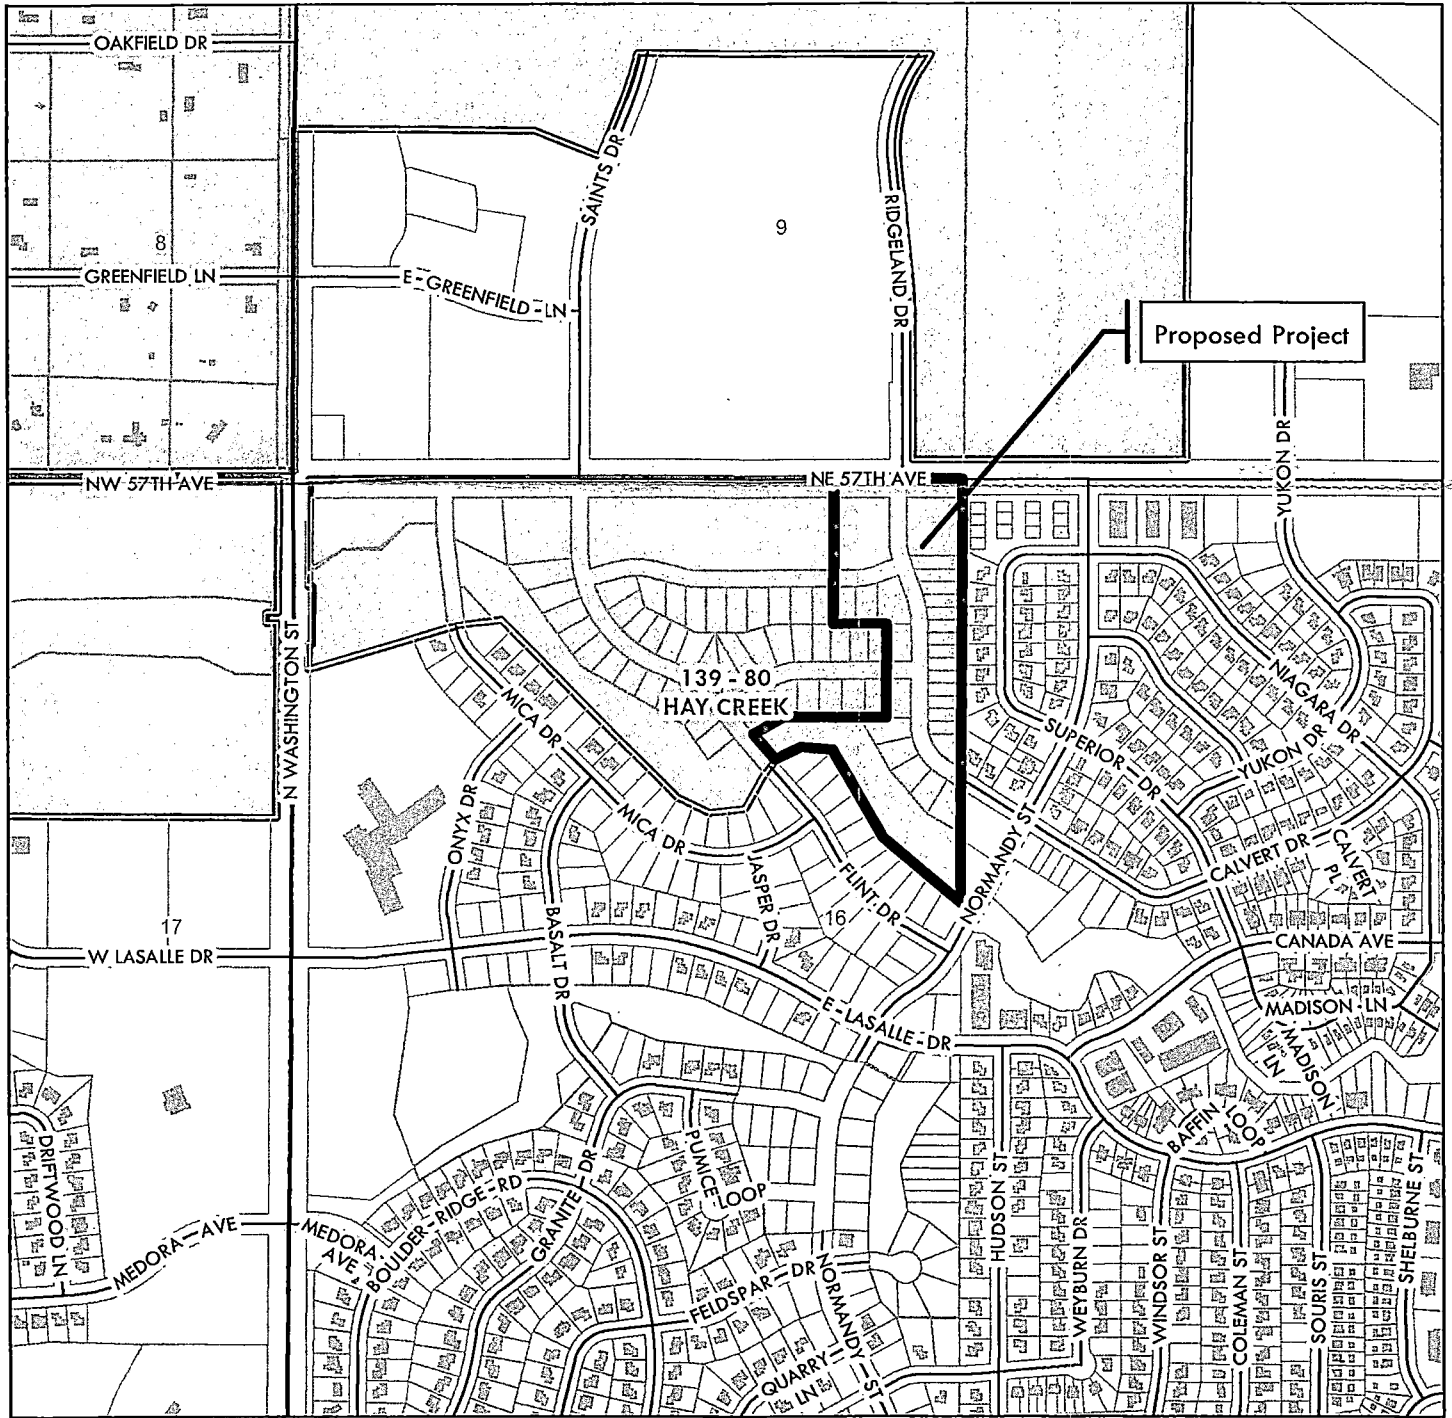 OAKFIELD DR
SAINTS DR
RIDGELAND DR
9
8
GREENFIELD LN
E - GREENFIELD - LN
Proposed Project
YUKON DR
NW 57TH AVE
NE 57TH AVE
N WASHINGTON ST
139 - 80
HAY CREEK
MICA DR
NIAGARA DR
SUPERIOR - DR
YUKON DR
ONYX DR
MICA DR
JASPER DR
FLINT DR
NORMANDY ST
CALVERT DR
CALVERT
PL
BASALT DR
16
17
W LASALLE DR
CANADA AVE
E - LASALLE - DR
MADISON - LN
MADISON
LN
MADISON
BAFFIN
LOOP
DRIFTWOOD LN
PUMICE
LOOP
HUDSON ST
SHELBURNE ST
MEDORA - AVE
MEDORA
AVE
BOULDER - RIDGE - RD
GRANITE - DR
WEYBURN DR
WINDSOR ST
COLEMAN ST
SOURIS ST
FELDSPAR DR
NORMANDY ST
QUARRY
LN